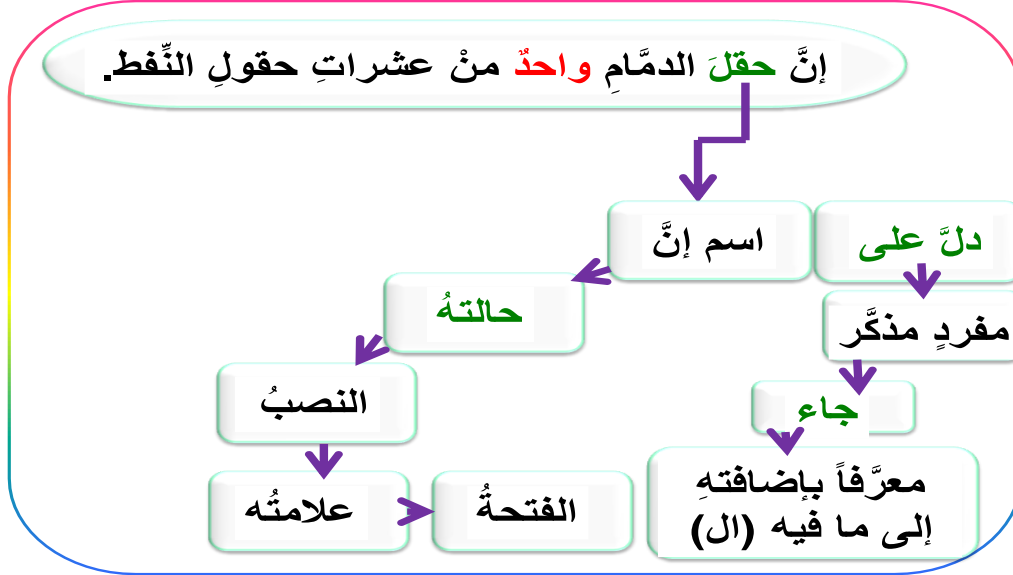 إنَّ حقلَ الدمَّامِ واحدٌ منْ عشراتِ حقولِ النِّفط.
دلَّ على
مفردٍ مذكَّر
جاء
معرَّفاً بإضافتهِ
إلى ما فيه (ال)
اسم إنَّ
حالتهُ
النصبُ
علامتُه
الفتحةُ